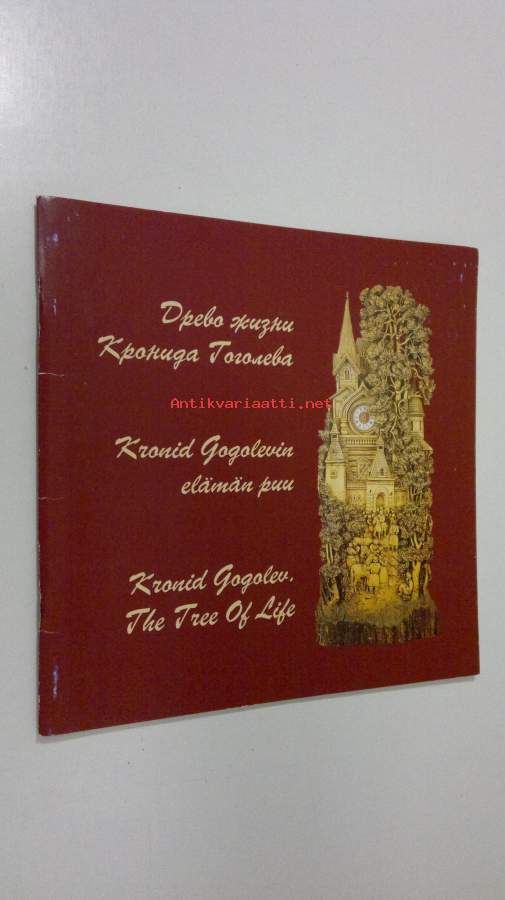 Древо жизни
Кронида Гоголева
Antikvariaatti.net
Kronid Gogolevin
elämän puu
Kronid Gogolev.
The Tree Of Life